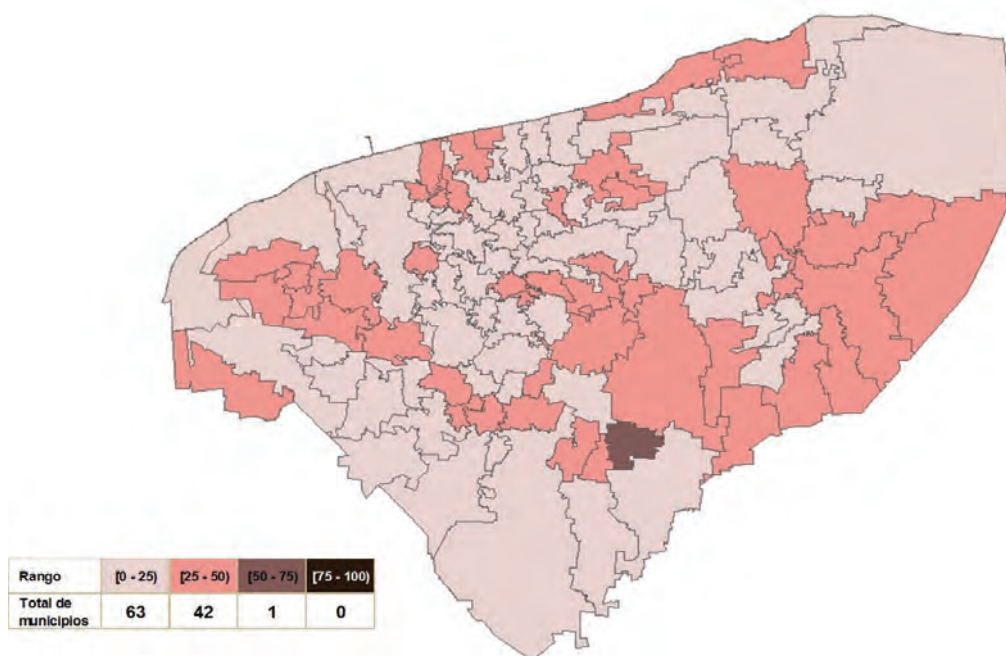 Rango [0 - 25) [25 - 50) [50 - 75) [75 - 100)
Total de municipios 63 42 1 0